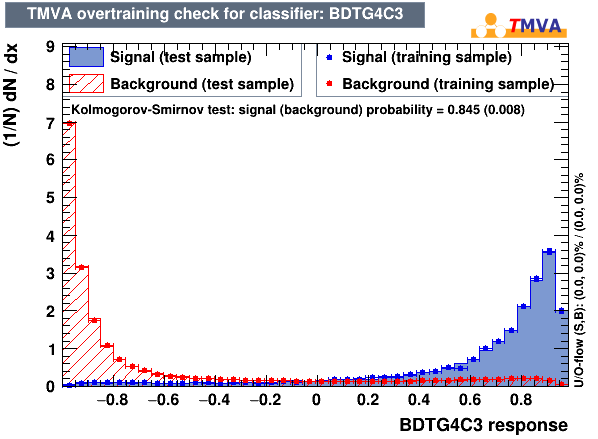 TMVA overtraining check for classifier: BDTG4C3
TMVA
(1/N) dN / dx
9
8
7
6
5
4
3
2
1
0
Signal (test sample)
Background (test sample)
Signal (training sample)
Background (training sample)
Kolmogorov-Smirnov test: signal (background) probability = 0.845 (0.008)
U/O-flow (S,B): (0.0, 0.0)% / (0.0, 0.0)%
−0.8 −0.6 −0.4 −0.2 0 0.2 0.4 0.6 0.8
BDTG4C3 response